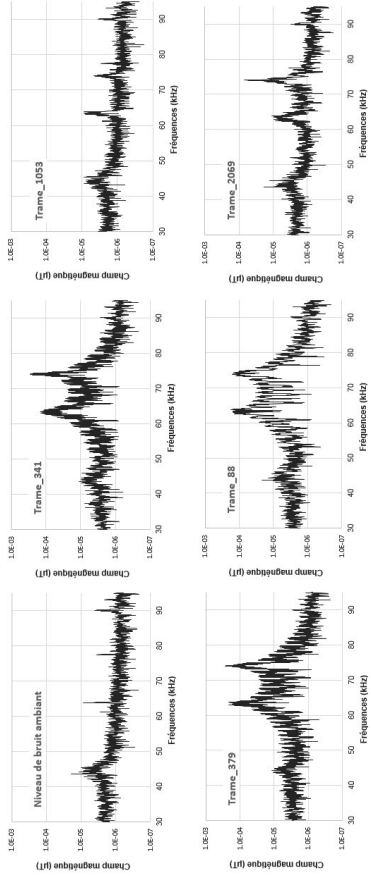 Niveau de bruit ambiant
Champ magnétique (µT)
1.0E-03
1.0E-04
1.0E-05
1.0E-06
1.0E-07
30 40 50 60 70 80 90
Fréquences (kHz)
Trame_341
Champ magnétique (µT)
1.0E-03
1.0E-04
1.0E-05
1.0E-06
1.0E-07
30 40 50 60 70 80 90
Fréquences (kHz)
Trame_1053
Champ magnétique (µT)
1.0E-03
1.0E-04
1.0E-05
1.0E-06
1.0E-07
30 40 50 60 70 80 90
Fréquences (kHz)
Trame_379
Champ magnétique (µT)
1.0E-03
1.0E-04
1.0E-05
1.0E-06
1.0E-07
30 40 50 60 70 80 90
Fréquences (kHz)
Trame_88
Champ magnétique (µT)
1.0E-03
1.0E-04
1.0E-05
1.0E-06
1.0E-07
30 40 50 60 70 80 90
Fréquences (kHz)
Trame_2069
Champ magnétique (µT)
1.0E-03
1.0E-04
1.0E-05
1.0E-06
1.0E-07
30 40 50 60 70 80 90
Fréquences (kHz)